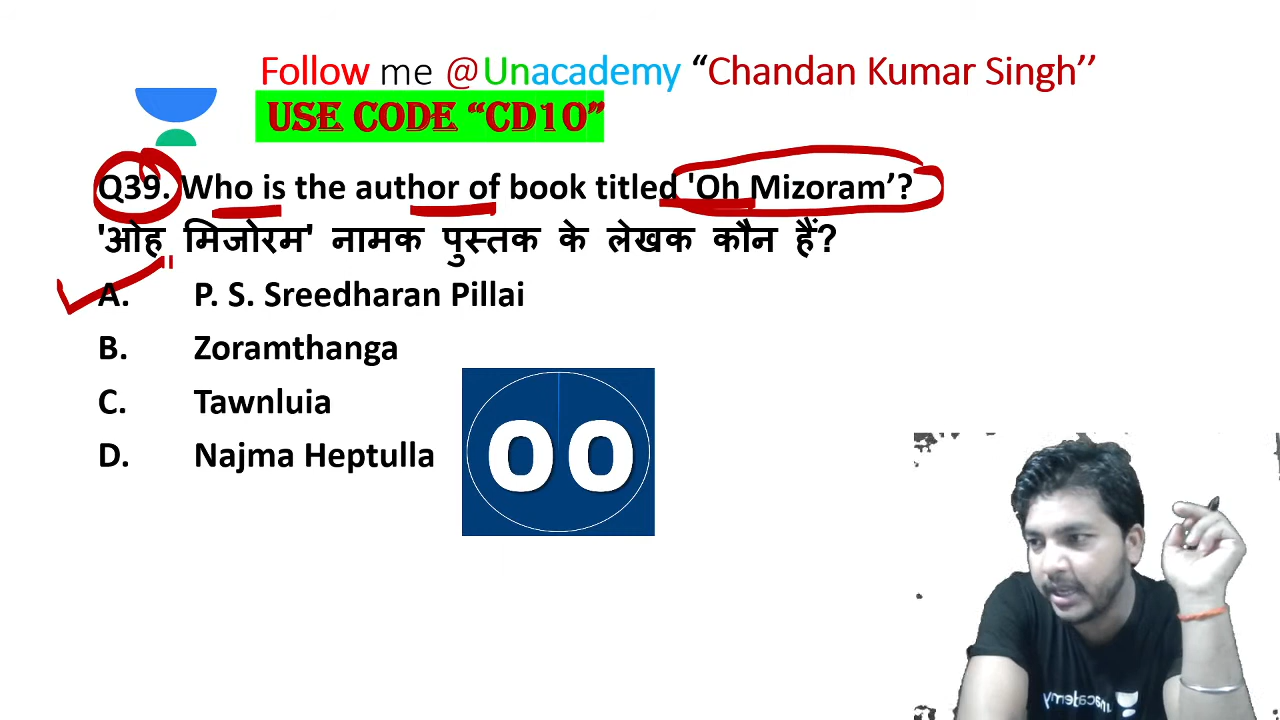 Follow me @Unacademy “Chandan Kumar Singh’’
USE CODE “CD10”
Q39. Who is the author of book titled 'Oh Mizoram’?
'ओह मिजोरम' नामक पुस्तक के लेखक कौन हैं?
A. P. S. Sreedharan Pillai
B. Zoramthanga
C. Tawnluia
D. Najma Heptulla
00
unacademy